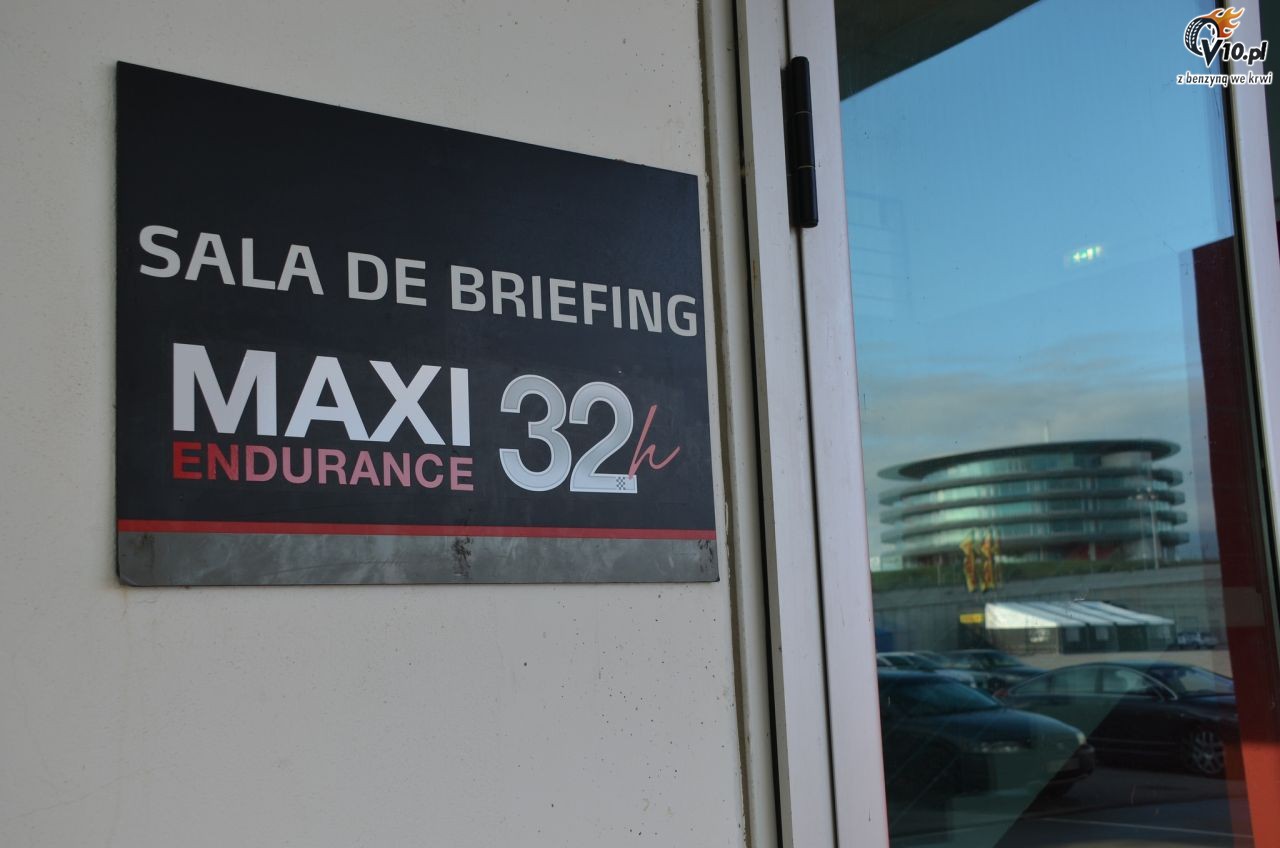 SALA DE BRIEFING
MAXI 32h
ENDURANCE
V10.pl
z benzyną we krwi